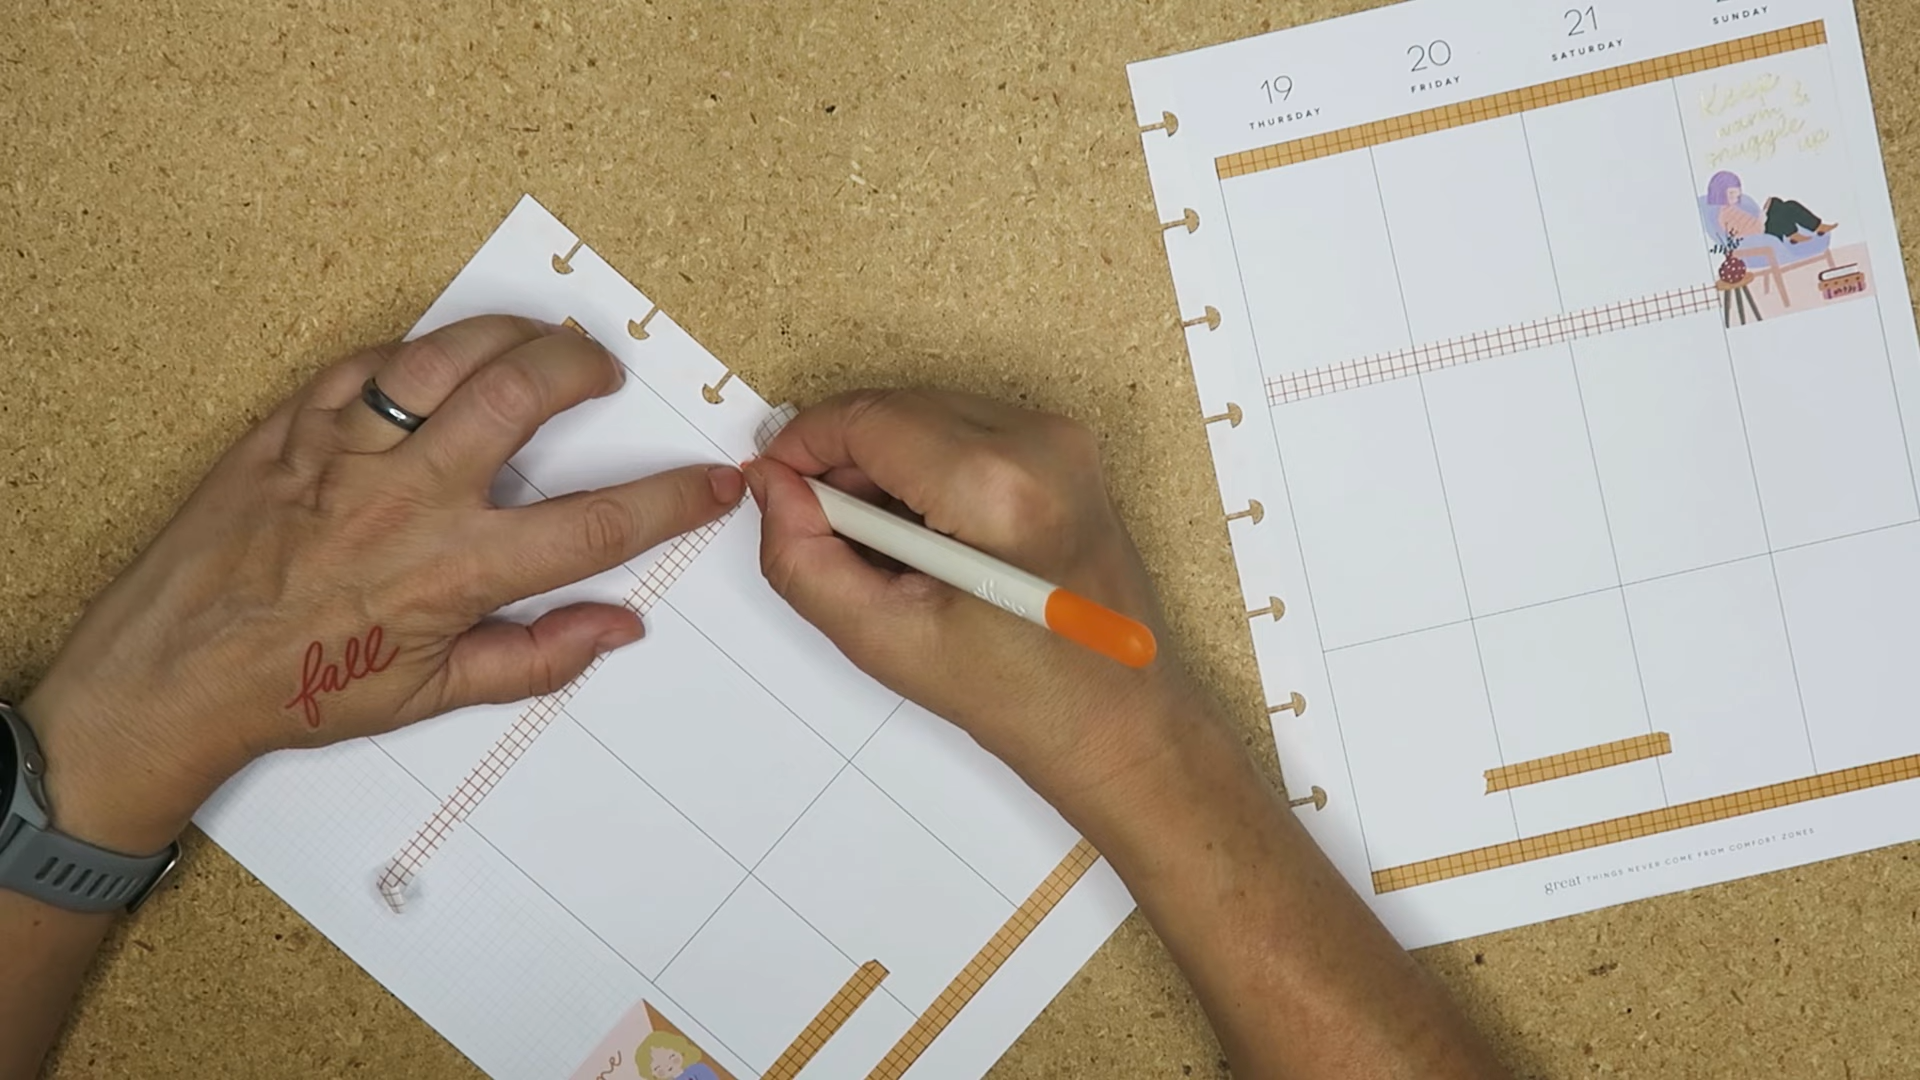 19
THURSDAY
20
FRIDAY
21
SATURDAY
SUNDAY
Keep
warm &
snuggle
up
fall
great THINGS NEVER COME FROM COMFORT ZONES